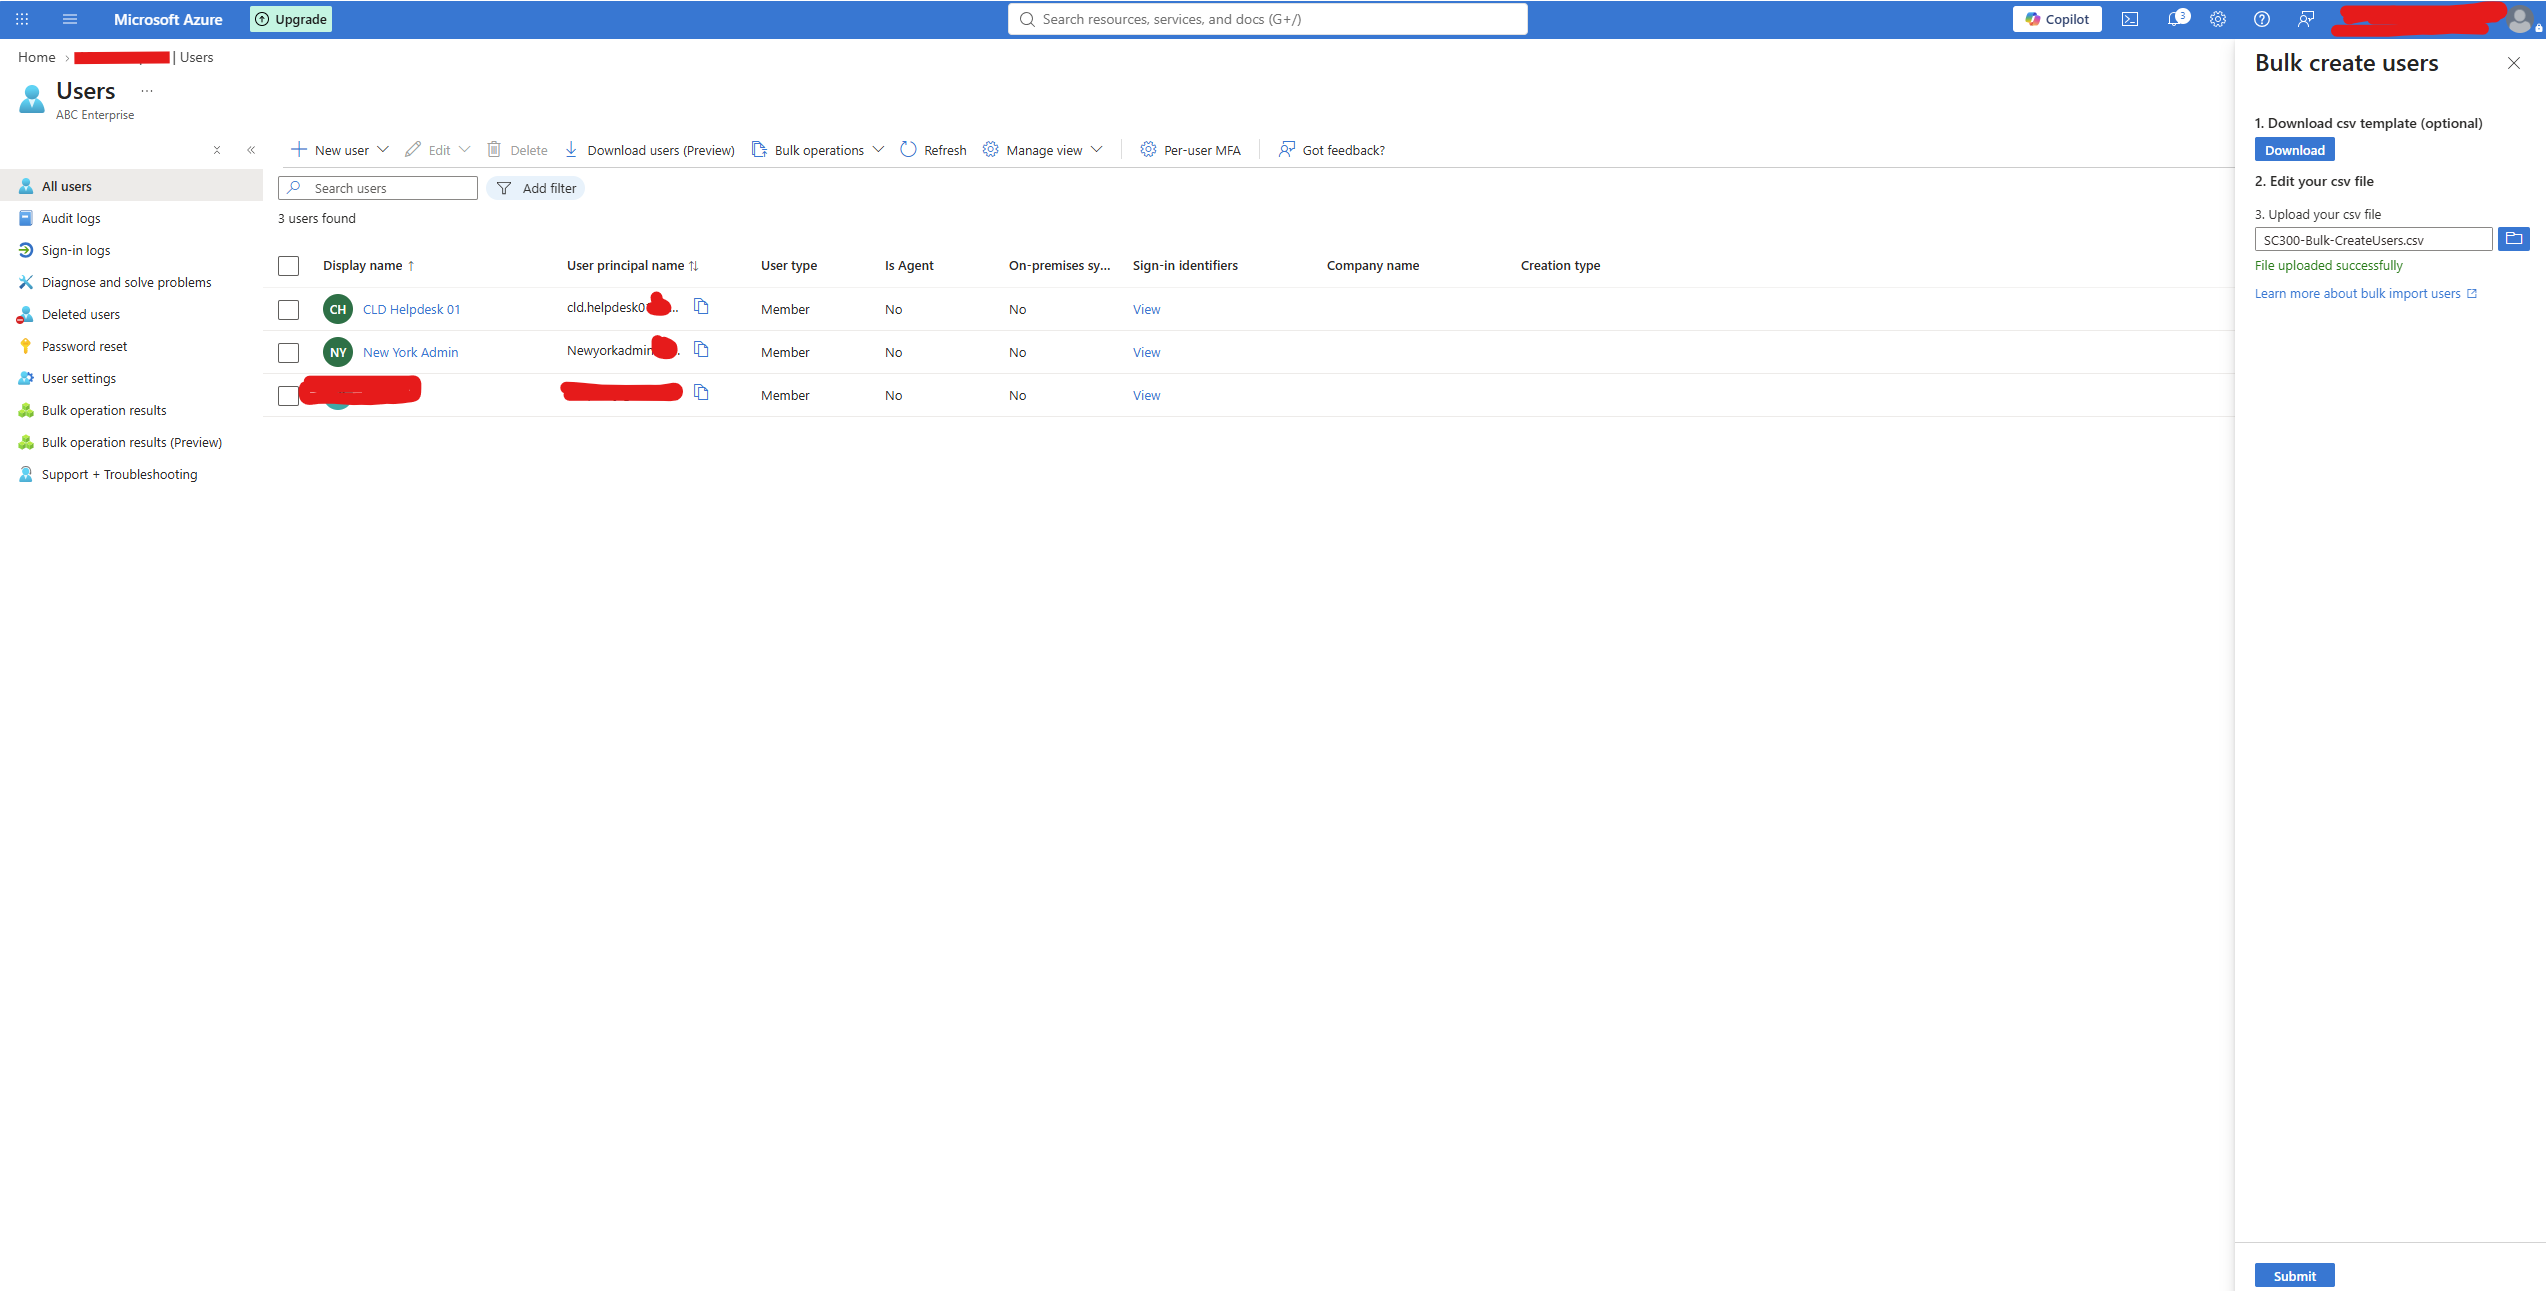 Microsoft Azure
Upgrade
Search resources, services, and docs (G+/)
Copilot
3
Home > | Users
Users ...
ABC Enterprise
New user
Edit
Delete
Download users (Preview)
Bulk operations
Refresh
Manage view
Per-user MFA
Got feedback?
All users
Audit logs
Sign-in logs
Diagnose and solve problems
Deleted users
Password reset
User settings
Bulk operation results
Bulk operation results (Preview)
Support + Troubleshooting
Search users
Add filter
3 users found
Display name ↑ User principal name ↑↓ User type Is Agent On-premises sy... Sign-in identifiers Company name Creation type
CH CLD Helpdesk 01 cld.helpdesk0 ... Member No No View
NY New York Admin Newyorkadmin Member No No View
Member No No View
Bulk create users
1. Download csv template (optional)
Download
2. Edit your csv file
3. Upload your csv file
SC300-Bulk-CreateUsers.csv
File uploaded successfully
Learn more about bulk import users
Submit